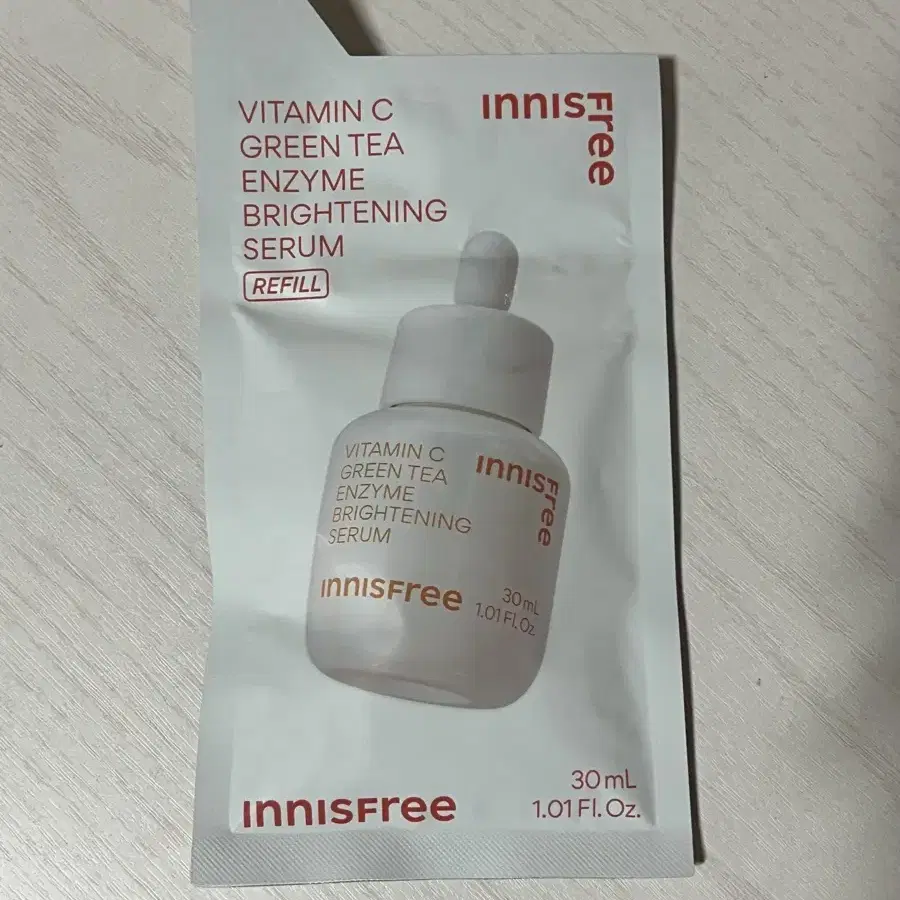 VITAMIN C
GREEN TEA
ENZYME
BRIGHTENING
SERUM
REFILL
INNISFree
VITAMIN C
GREEN TEA
ENZYME
BRIGHTENING
SERUM
INNISFree
INNISFree
30 mL
1.01 Fl. Oz.
INNISFree
30 mL
1.01 Fl. Oz.